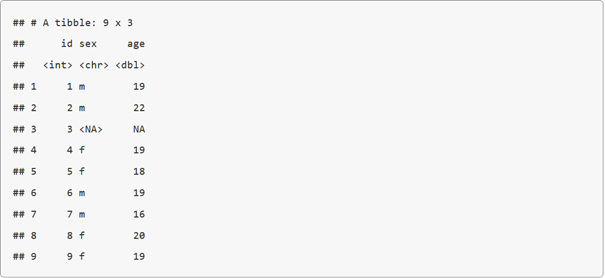 ## # A tibble: 9 x 3
##      id sex     age
##   <int> <chr> <dbl>
## 1     1 m        19
## 2     2 m        22
## 3     3 <NA>     NA
## 4     4 f        19
## 5     5 f        18
## 6     6 m        19
## 7     7 m        16
## 8     8 f        20
## 9     9 f        19